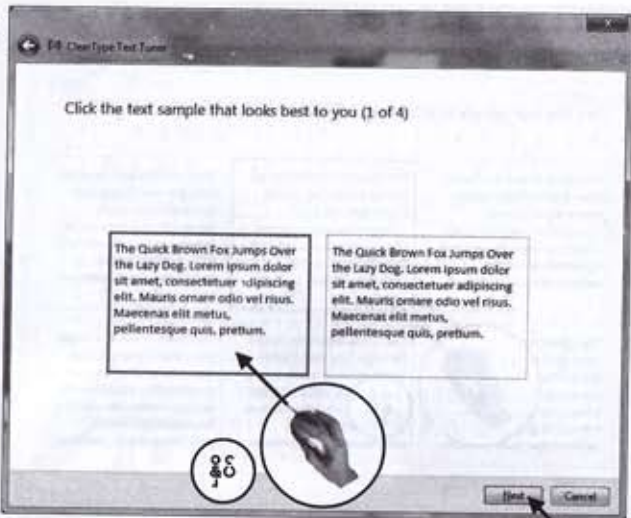 ClearType Text Tuner
Click the text sample that looks best to you (1 of 4)
The Quick Brown Fox Jumps Over
the Lazy Dog. Lorem ipsum dolor
sit amet, consectetuer adipiscing
elit. Mauris ornare odio vel risus.
Maecenas elit metus,
pellentesque quis, pretium.
The Quick Brown Fox Jumps Over
the Lazy Dog. Lorem ipsum dolor
sit amet, consectetuer adipiscing
elit. Mauris ornare odio vel risus.
Maecenas elit metus,
pellentesque quis, pretium.
Next
Cancel